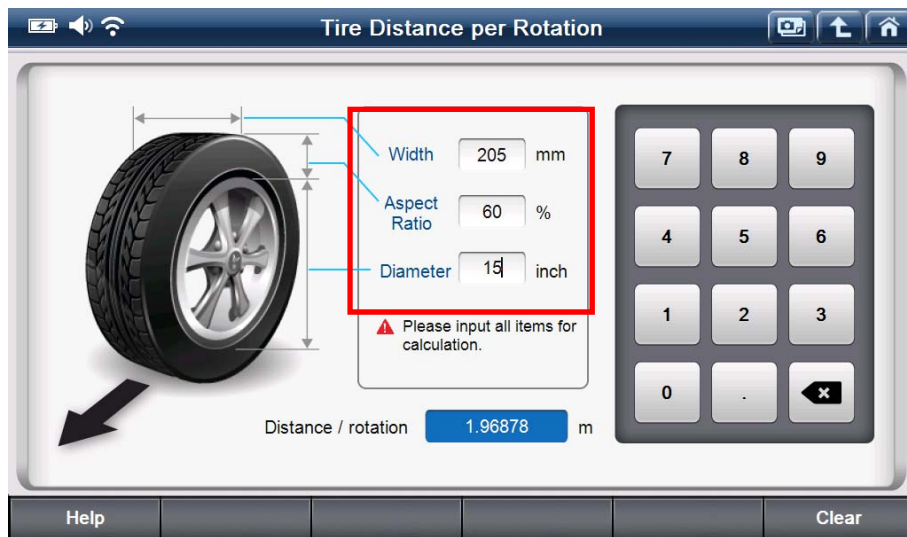 Tire Distance per Rotation
Width 205 mm
Aspect
Ratio 60 %
Diameter 15 inch
Please input all items for
calculation.
Distance / rotation 1.96878 m
7 8 9
4 5 6
1 2 3
0 .
Help Clear